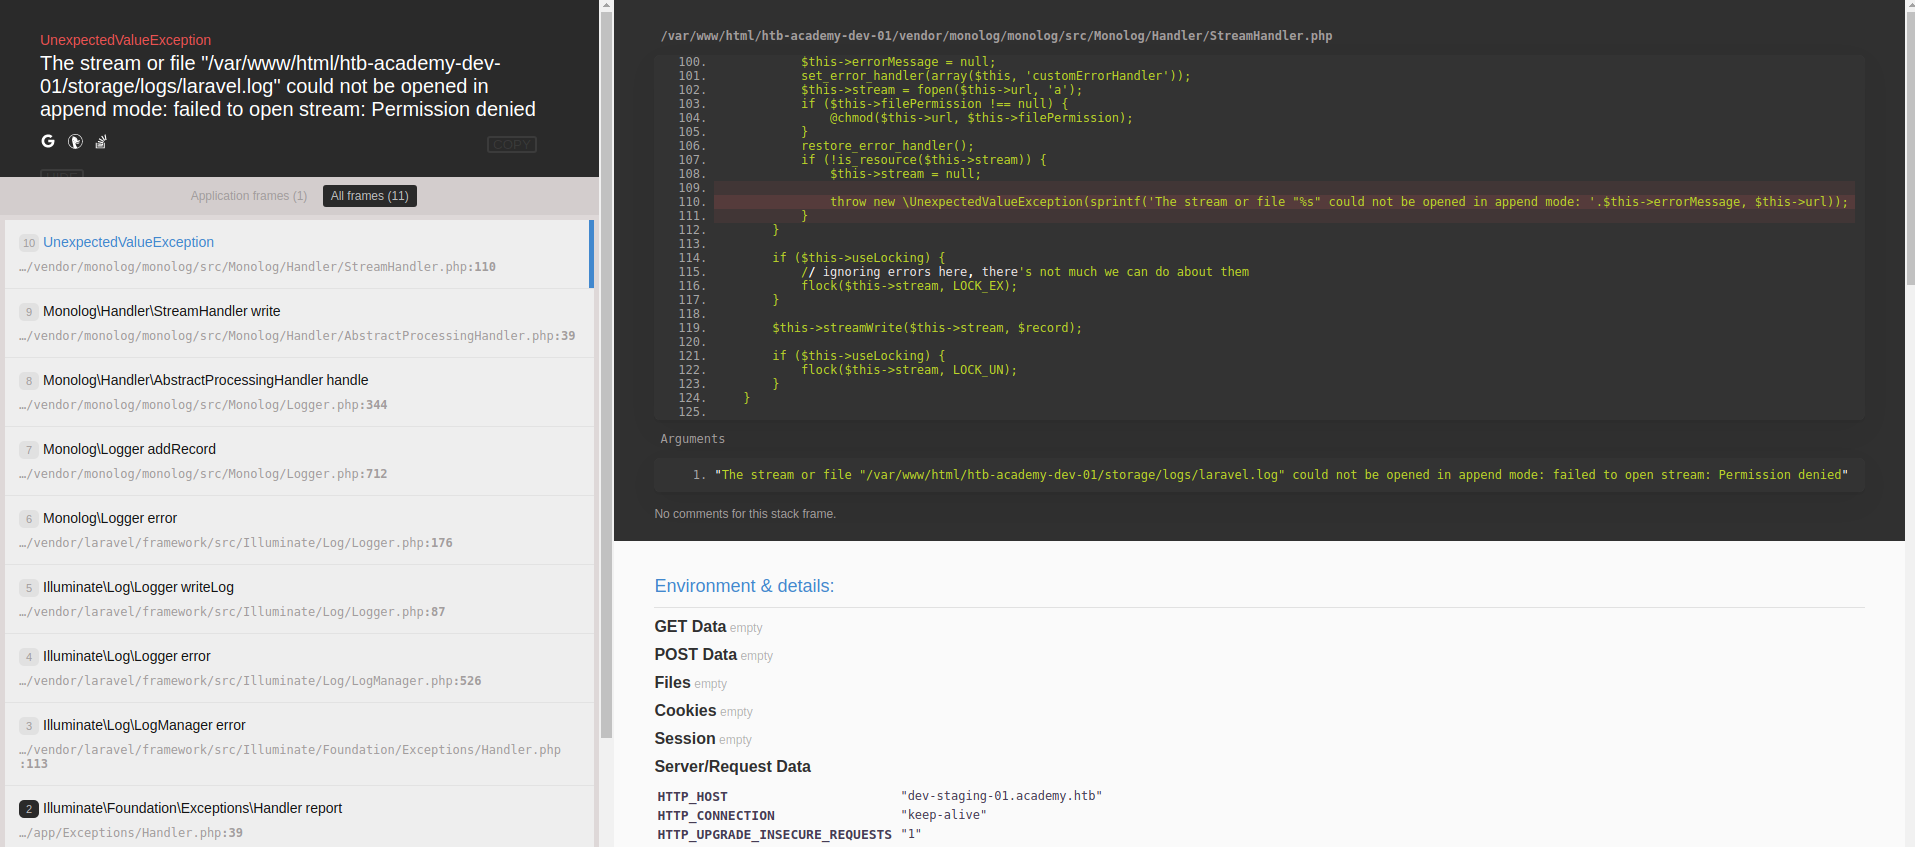 UnexpectedValueException
The stream or file "/var/www/html/htb-academy-dev-
01/storage/logs/laravel.log" could not be opened in
append mode: failed to open stream: Permission denied
COPY
HIDE
Application frames (1)
All frames (11)
10 UnexpectedValueException
…/vendor/monolog/monolog/src/Monolog/Handler/StreamHandler.php:110
9 Monolog\Handler\StreamHandler write
…/vendor/monolog/monolog/src/Monolog/Handler/AbstractProcessingHandler.php:39
8 Monolog\Handler\AbstractProcessingHandler handle
…/vendor/monolog/monolog/src/Monolog/Logger.php:344
7 Monolog\Logger addRecord
…/vendor/monolog/monolog/src/Monolog/Logger.php:712
6 Monolog\Logger error
…/vendor/laravel/framework/src/Illuminate/Log/Logger.php:176
5 Illuminate\Log\Logger writeLog
…/vendor/laravel/framework/src/Illuminate/Log/Logger.php:87
4 Illuminate\Log\Logger error
…/vendor/laravel/framework/src/Illuminate/Log/LogManager.php:526
3 Illuminate\Log\LogManager error
…/vendor/laravel/framework/src/Illuminate/Foundation/Exceptions/Handler.php
:113
2 Illuminate\Foundation\Exceptions\Handler report
…/app/Exceptions/Handler.php:39
/var/www/html/htb-academy-dev-01/vendor/monolog/monolog/src/Monolog/Handler/StreamHandler.php
100. $this->errorMessage = null;
101. set_error_handler(array($this, 'customErrorHandler'));
102. $this->stream = fopen($this->url, 'a');
103. if ($this->filePermission !== null) {
104. @chmod($this->url, $this->filePermission);
105. }
106. restore_error_handler();
107. if (!is_resource($this->stream)) {
108. $this->stream = null;
109.
110. throw new \UnexpectedValueException(sprintf('The stream or file "%s" could not be opened in append mode: '.$this->errorMessage, $this->url));
111. }
112. }
113.
114. if ($this->useLocking) {
115. // ignoring errors here, there's not much we can do about them
116. flock($this->stream, LOCK_EX);
117. }
118.
119. $this->streamWrite($this->stream, $record);
120.
121. if ($this->useLocking) {
122. flock($this->stream, LOCK_UN);
123. }
124. }
125.
Arguments
1. "The stream or file "/var/www/html/htb-academy-dev-01/storage/logs/laravel.log" could not be opened in append mode: failed to open stream: Permission denied"
No comments for this stack frame.
Environment & details:
GET Data empty
POST Data empty
Files empty
Cookies empty
Session empty
Server/Request Data
HTTP_HOST "dev-staging-01.academy.htb"
HTTP_CONNECTION "keep-alive"
HTTP_UPGRADE_INSECURE_REQUESTS "1"